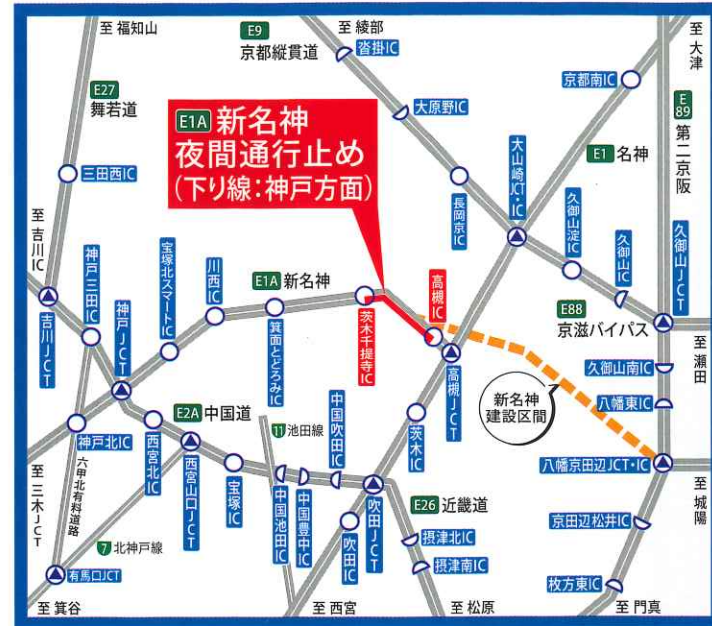 至 福知山
E9
京都縦貫道
至 綾部
沓掛IC
至 大津
E27
舞若道
E1A 新名神
夜間通行止め
(下り線:神戸方面)
大原野IC
京都南IC
E
89
第二京阪
三田西IC
大山崎JCT・IC
E1 名神
至 吉川IC
神戸三田IC
宝塚北スマートIC
川西IC
E1A 新名神
長岡京IC
久御山淀IC
久御山IC
久御山JCT
吉川JCT
神戸JCT
箕面とどろみIC
茨木千提寺IC
高槻IC
E88
京滋バイパス
至 瀬田
高槻JCT
久御山南IC
新名神
建設区間
八幡東IC
E2A 中国道
神戸北IC
西宮北IC
西宮山口JCT
宝塚IC
11 池田線
中国吹田IC
茨木IC
八幡京田辺JCT・IC
至 三木JCT
六甲北有料道路
中国池田IC
中国豊中IC
吹田IC
吹田JCT
E26 近畿道
至 城陽
7 北神戸線
摂津北IC
京田辺松井IC
有馬口JCT
摂津南IC
枚方東IC
至 箕谷
至 西宮
至 松原
至 門真